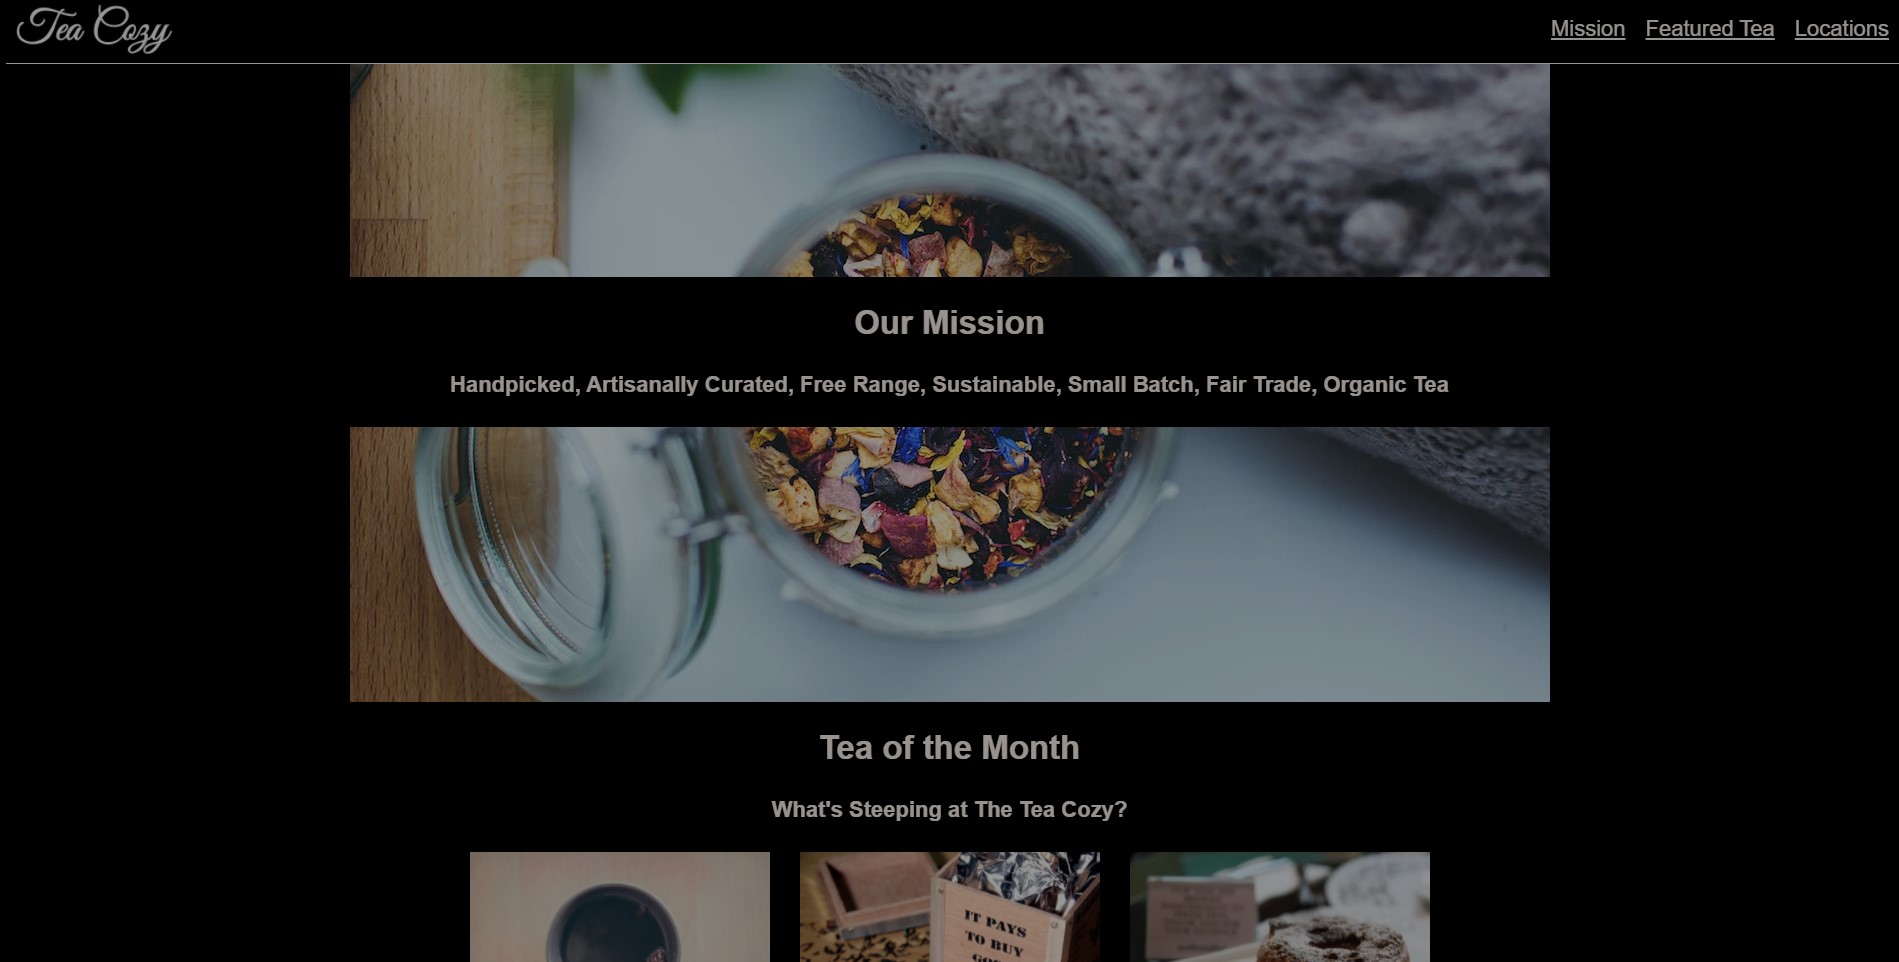 Tea Cozy
Mission Featured Tea Locations
Our Mission
Handpicked, Artisanally Curated, Free Range, Sustainable, Small Batch, Fair Trade, Organic Tea
Tea of the Month
What's Steeping at The Tea Cozy?
IT PAYS
TO BUY